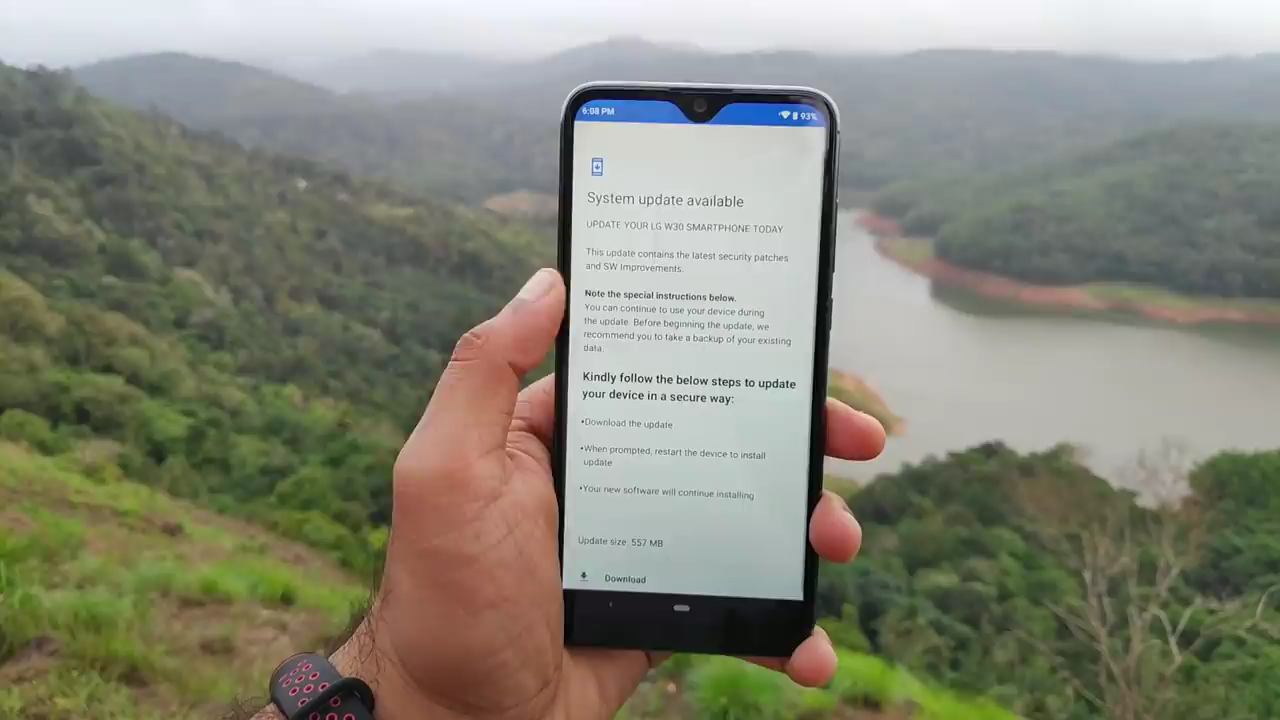 6:08 PM 93%
System update available
UPDATE YOUR LG W30 SMARTPHONE TODAY
This update contains the latest security patches
and SW Improvements.
Note the special instructions below.
You can continue to use your device during
the update. Before beginning the update, we
recommend you to take a backup of your existing
data.
Kindly follow the below steps to update
your device in a secure way:
•Download the update
•When prompted, restart the device to install
update
•Your new software will continue installing
Update size: 557 MB
Download